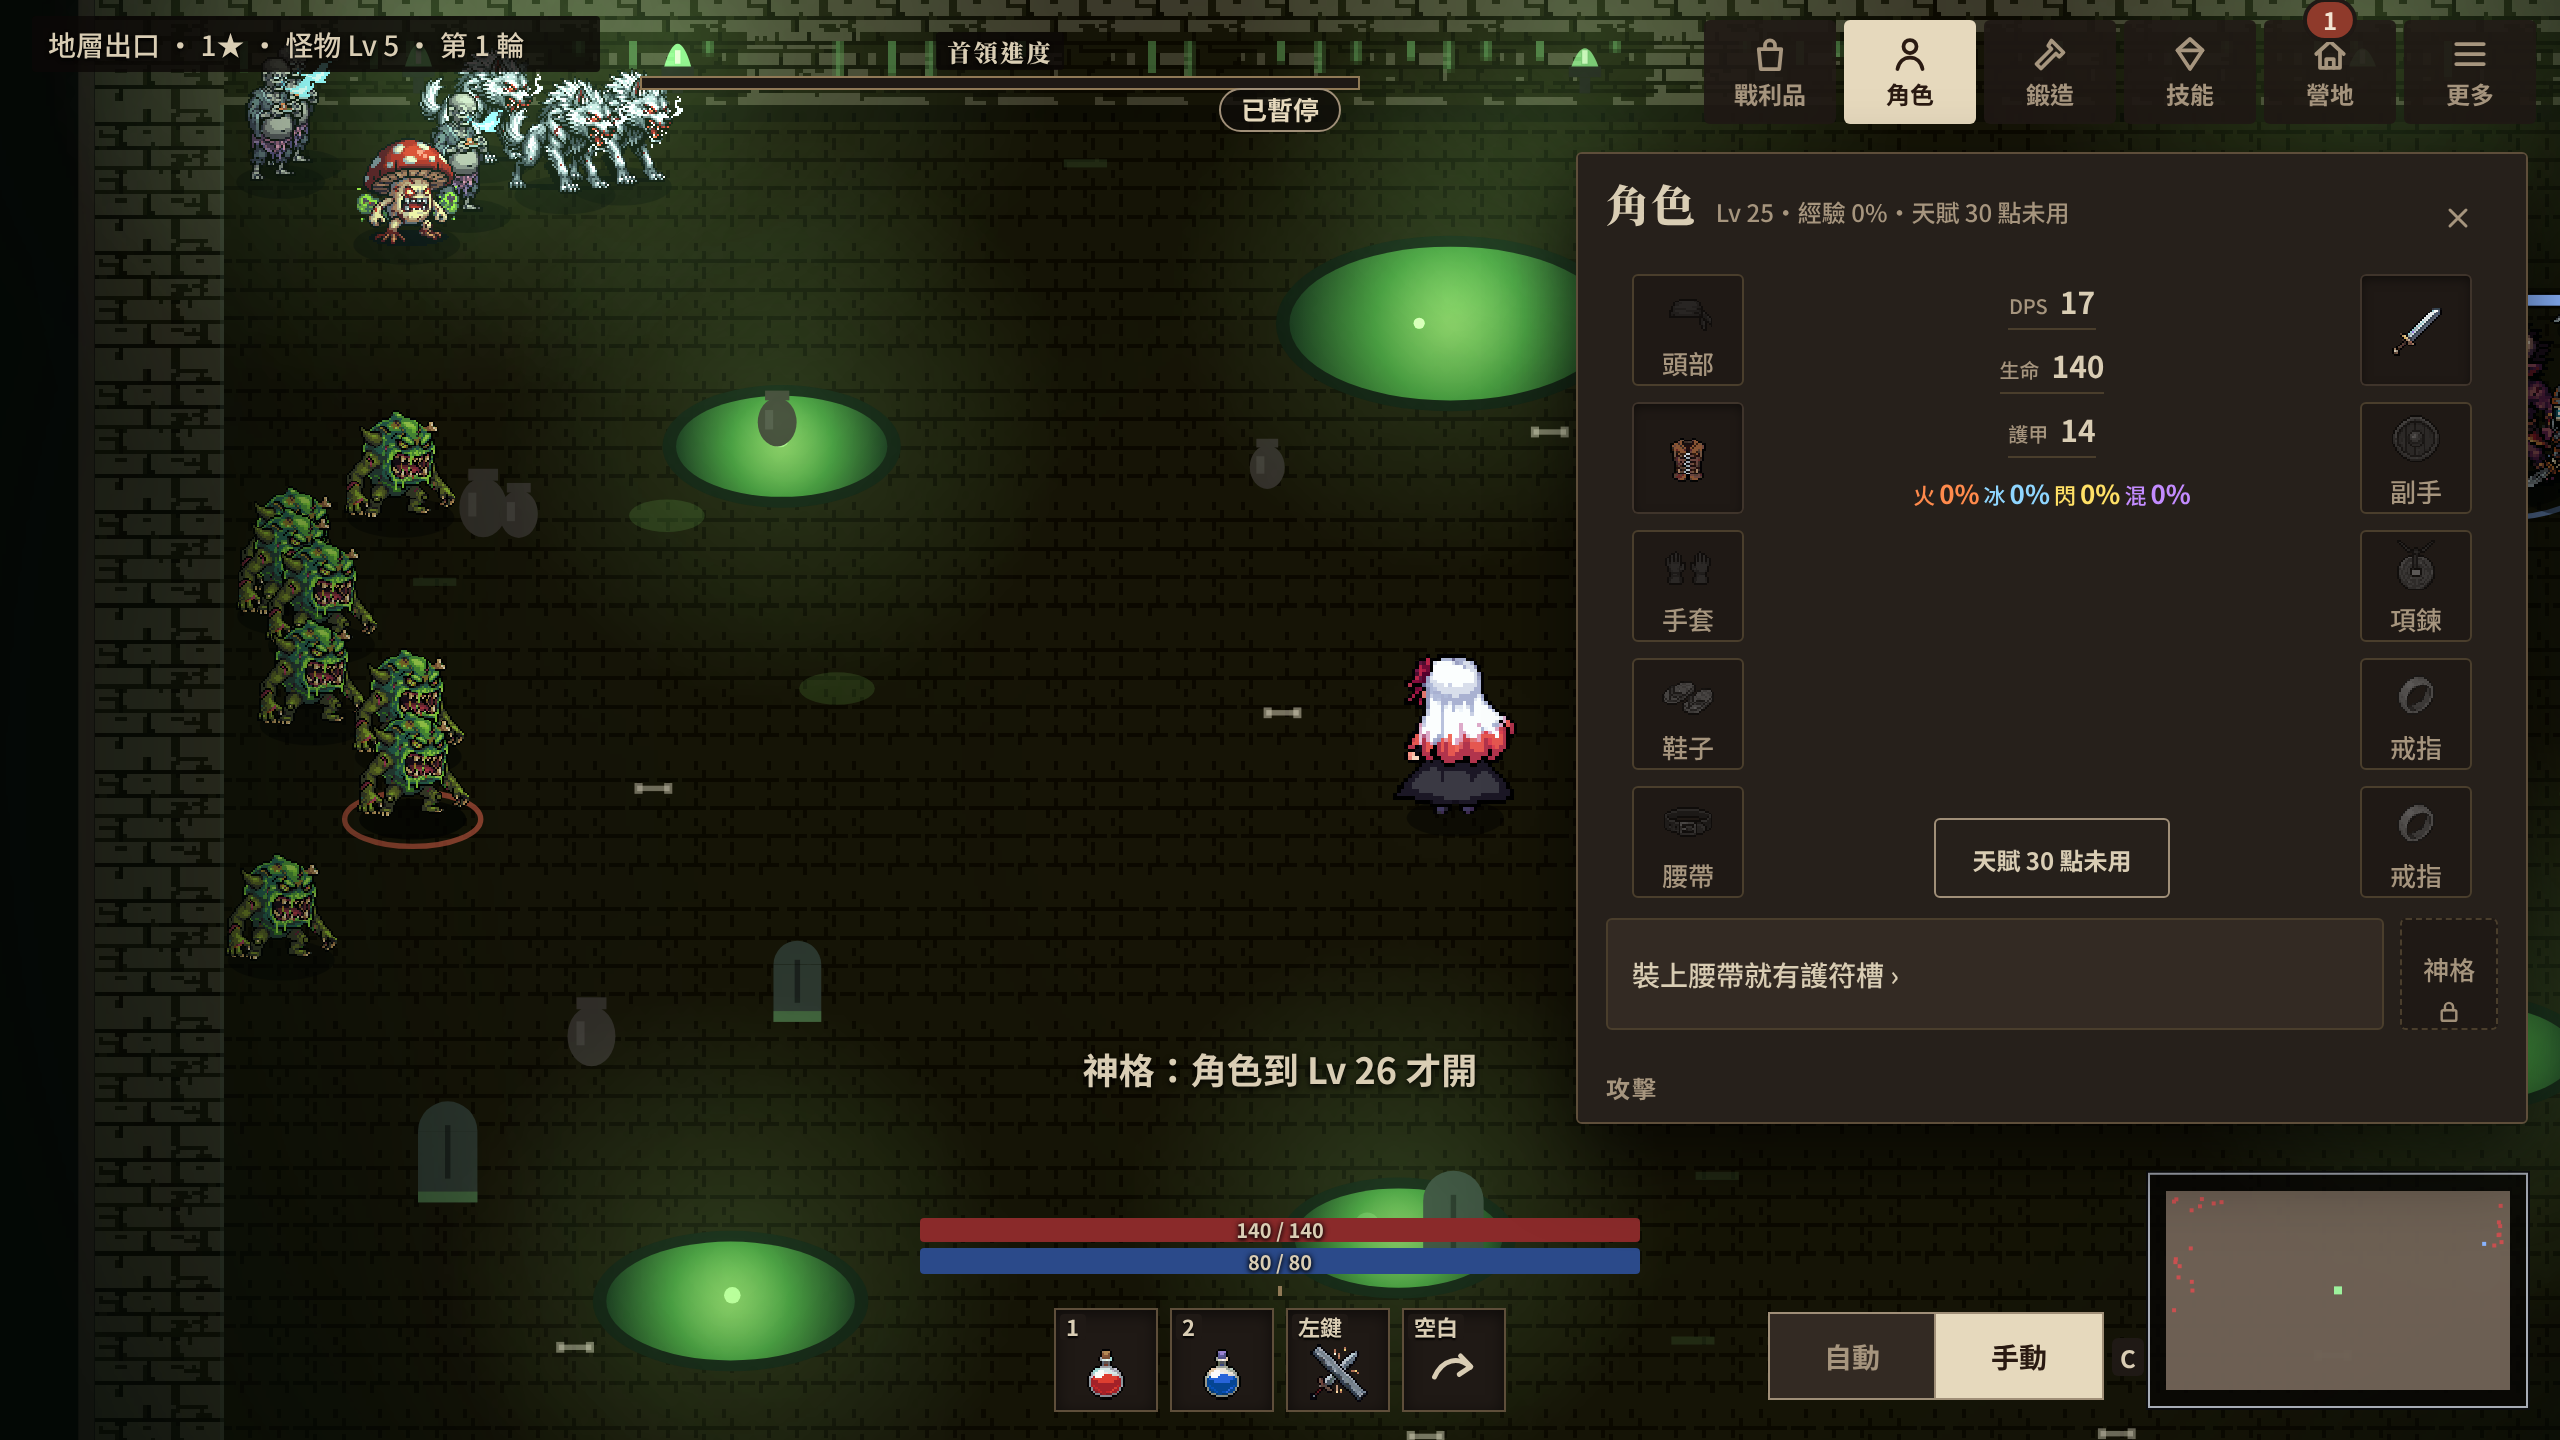 地層出口 · 1★ · 怪物 Lv 5 · 第 1 輪
首領進度
已暫停
戰利品
角色
鍛造
技能
1
營地
更多
角色 Lv 25 · 經驗 0% · 天賦 30 點未用
×
頭部
手套
鞋子
腰帶
DPS 17
生命 140
護甲 14
火 0% 冰 0% 閃 0% 混 0%
天賦 30 點未用
副手
項鍊
戒指
戒指
裝上腰帶就有護符槽 ›
神格
攻擊
神格：角色到 Lv 26 才開
140 / 140
80 / 80
1
2
左鍵
空白
自動
手動
C